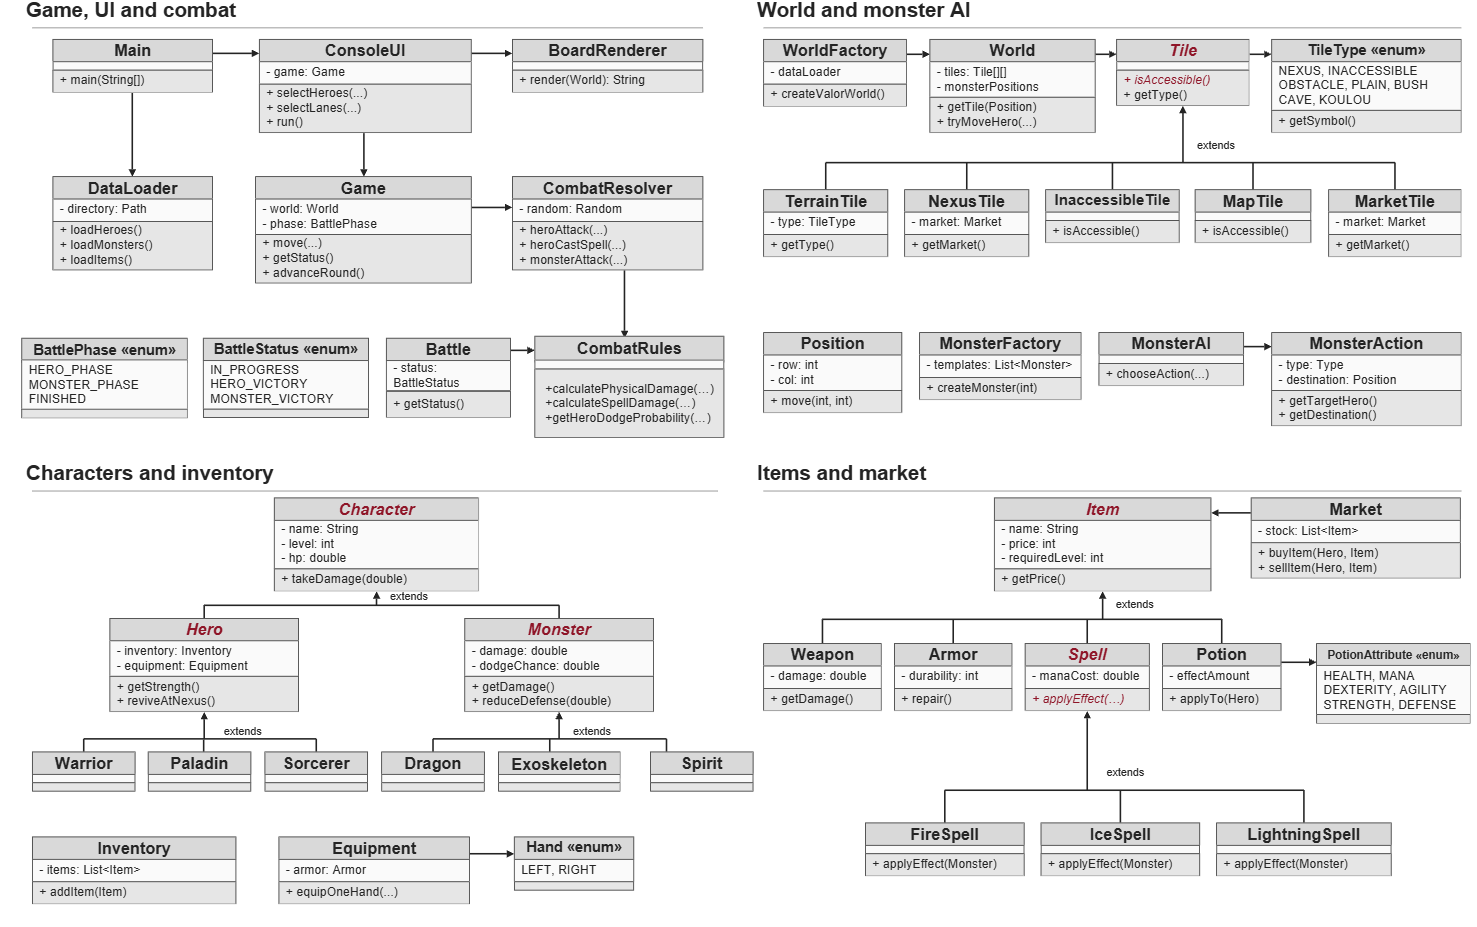 Game, UI and combat
Main
+ main(String[])
ConsoleUI
- game: Game
+ selectHeroes(...)
+ selectLanes(...)
+ run()
BoardRenderer
+ render(World): String
DataLoader
- directory: Path
+ loadHeroes()
+ loadMonsters()
+ loadItems()
Game
- world: World
- phase: BattlePhase
+ move(...)
+ getStatus()
+ advanceRound()
CombatResolver
- random: Random
+ heroAttack(...)
+ heroCastSpell(...)
+ monsterAttack(...)
BattlePhase «enum»
HERO_PHASE
MONSTER_PHASE
FINISHED
BattleStatus «enum»
IN_PROGRESS
HERO_VICTORY
MONSTER_VICTORY
Battle
- status:
BattleStatus
+ getStatus()
CombatRules
+calculatePhysicalDamage(...)
+calculateSpellDamage(...)
+getHeroDodgeProbability(...)
World and monster AI
WorldFactory
- dataLoader
+ createValorWorld()
World
- tiles: Tile[][]
- monsterPositions
+ getTile(Position)
+ tryMoveHero(...)
Tile
+ isAccessible()
+ getType()
TileType «enum»
NEXUS, INACCESSIBLE
OBSTACLE, PLAIN, BUSH
CAVE, KOULOU
+ getSymbol()
extends
TerrainTile
- type: TileType
+ getType()
NexusTile
- market: Market
+ getMarket()
InaccessibleTile
+ isAccessible()
MapTile
+ isAccessible()
MarketTile
- market: Market
+ getMarket()
Position
- row: int
- col: int
+ move(int, int)
MonsterFactory
- templates: List<Monster>
+ createMonster(int)
MonsterAI
+ chooseAction(...)
MonsterAction
- type: Type
- destination: Position
+ getTargetHero()
+ getDestination()
Characters and inventory
Character
- name: String
- level: int
- hp: double
+ takeDamage(double)
extends
Hero
- inventory: Inventory
- equipment: Equipment
+ getStrength()
+ reviveAtNexus()
Monster
- damage: double
- dodgeChance: double
+ getDamage()
+ reduceDefense(double)
extends
extends
Warrior
Paladin
Sorcerer
Dragon
Exoskeleton
Spirit
Inventory
- items: List<Item>
+ addItem(Item)
Equipment
- armor: Armor
+ equipOneHand(...)
Hand «enum»
LEFT, RIGHT
Items and market
Item
- name: String
- price: int
- requiredLevel: int
+ getPrice()
Market
- stock: List<Item>
+ buyItem(Hero, Item)
+ sellItem(Hero, Item)
extends
Weapon
- damage: double
+ getDamage()
Armor
- durability: int
+ repair()
Spell
- manaCost: double
+ applyEffect(...)
Potion
- effectAmount
+ applyTo(Hero)
PotionAttribute «enum»
HEALTH, MANA
DEXTERITY, AGILITY
STRENGTH, DEFENSE
extends
FireSpell
+ applyEffect(Monster)
IceSpell
+ applyEffect(Monster)
LightningSpell
+ applyEffect(Monster)